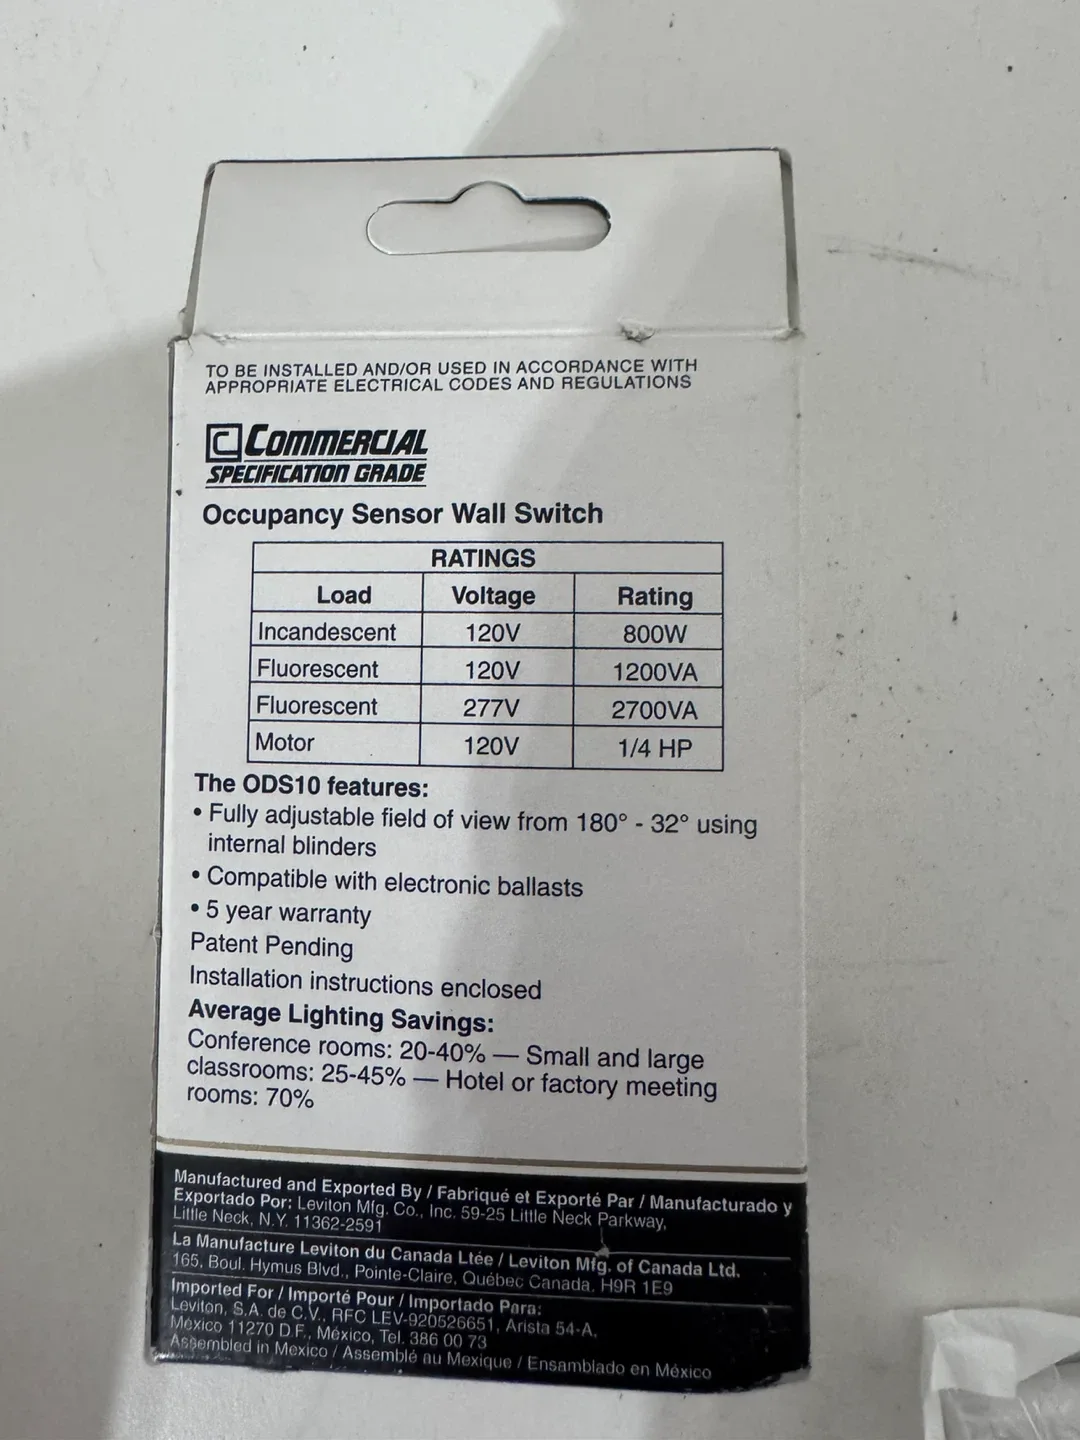 TO BE INSTALLED AND/OR USED IN ACCORDANCE WITH
APPROPRIATE ELECTRICAL CODES AND REGULATIONS
C COMMERCIAL
SPECIFICATION GRADE
Occupancy Sensor Wall Switch
RATINGS
Load Voltage Rating
Incandescent 120V 800W
Fluorescent 120V 1200VA
Fluorescent 277V 2700VA
Motor 120V 1/4 HP
The ODS10 features:
• Fully adjustable field of view from 180° - 32° using
internal blinders
• Compatible with electronic ballasts
• 5 year warranty
Patent Pending
Installation instructions enclosed
Average Lighting Savings:
Conference rooms: 20-40% — Small and large
classrooms: 25-45% — Hotel or factory meeting
rooms: 70%
Manufactured and Exported By / Fabriqué et Exporté Par / Manufacturado y
Exportado Por: Leviton Mfg. Co., Inc. 59-25 Little Neck Parkway,
Little Neck, N.Y. 11362-2591
La Manufacture Leviton du Canada Ltée / Leviton Mfg. of Canada Ltd.
165, Boul. Hymus Blvd., Pointe-Claire, Québec Canada, H9R 1E9
Imported For / Importé Pour / Importado Para:
Leviton, S.A. de C.V., RFC LEV-920526651, Arista 54-A,
México 11270 D.F., México, Tel. 386 00 73
Assembled in Mexico / Assemblé au Mexique / Ensamblado en México